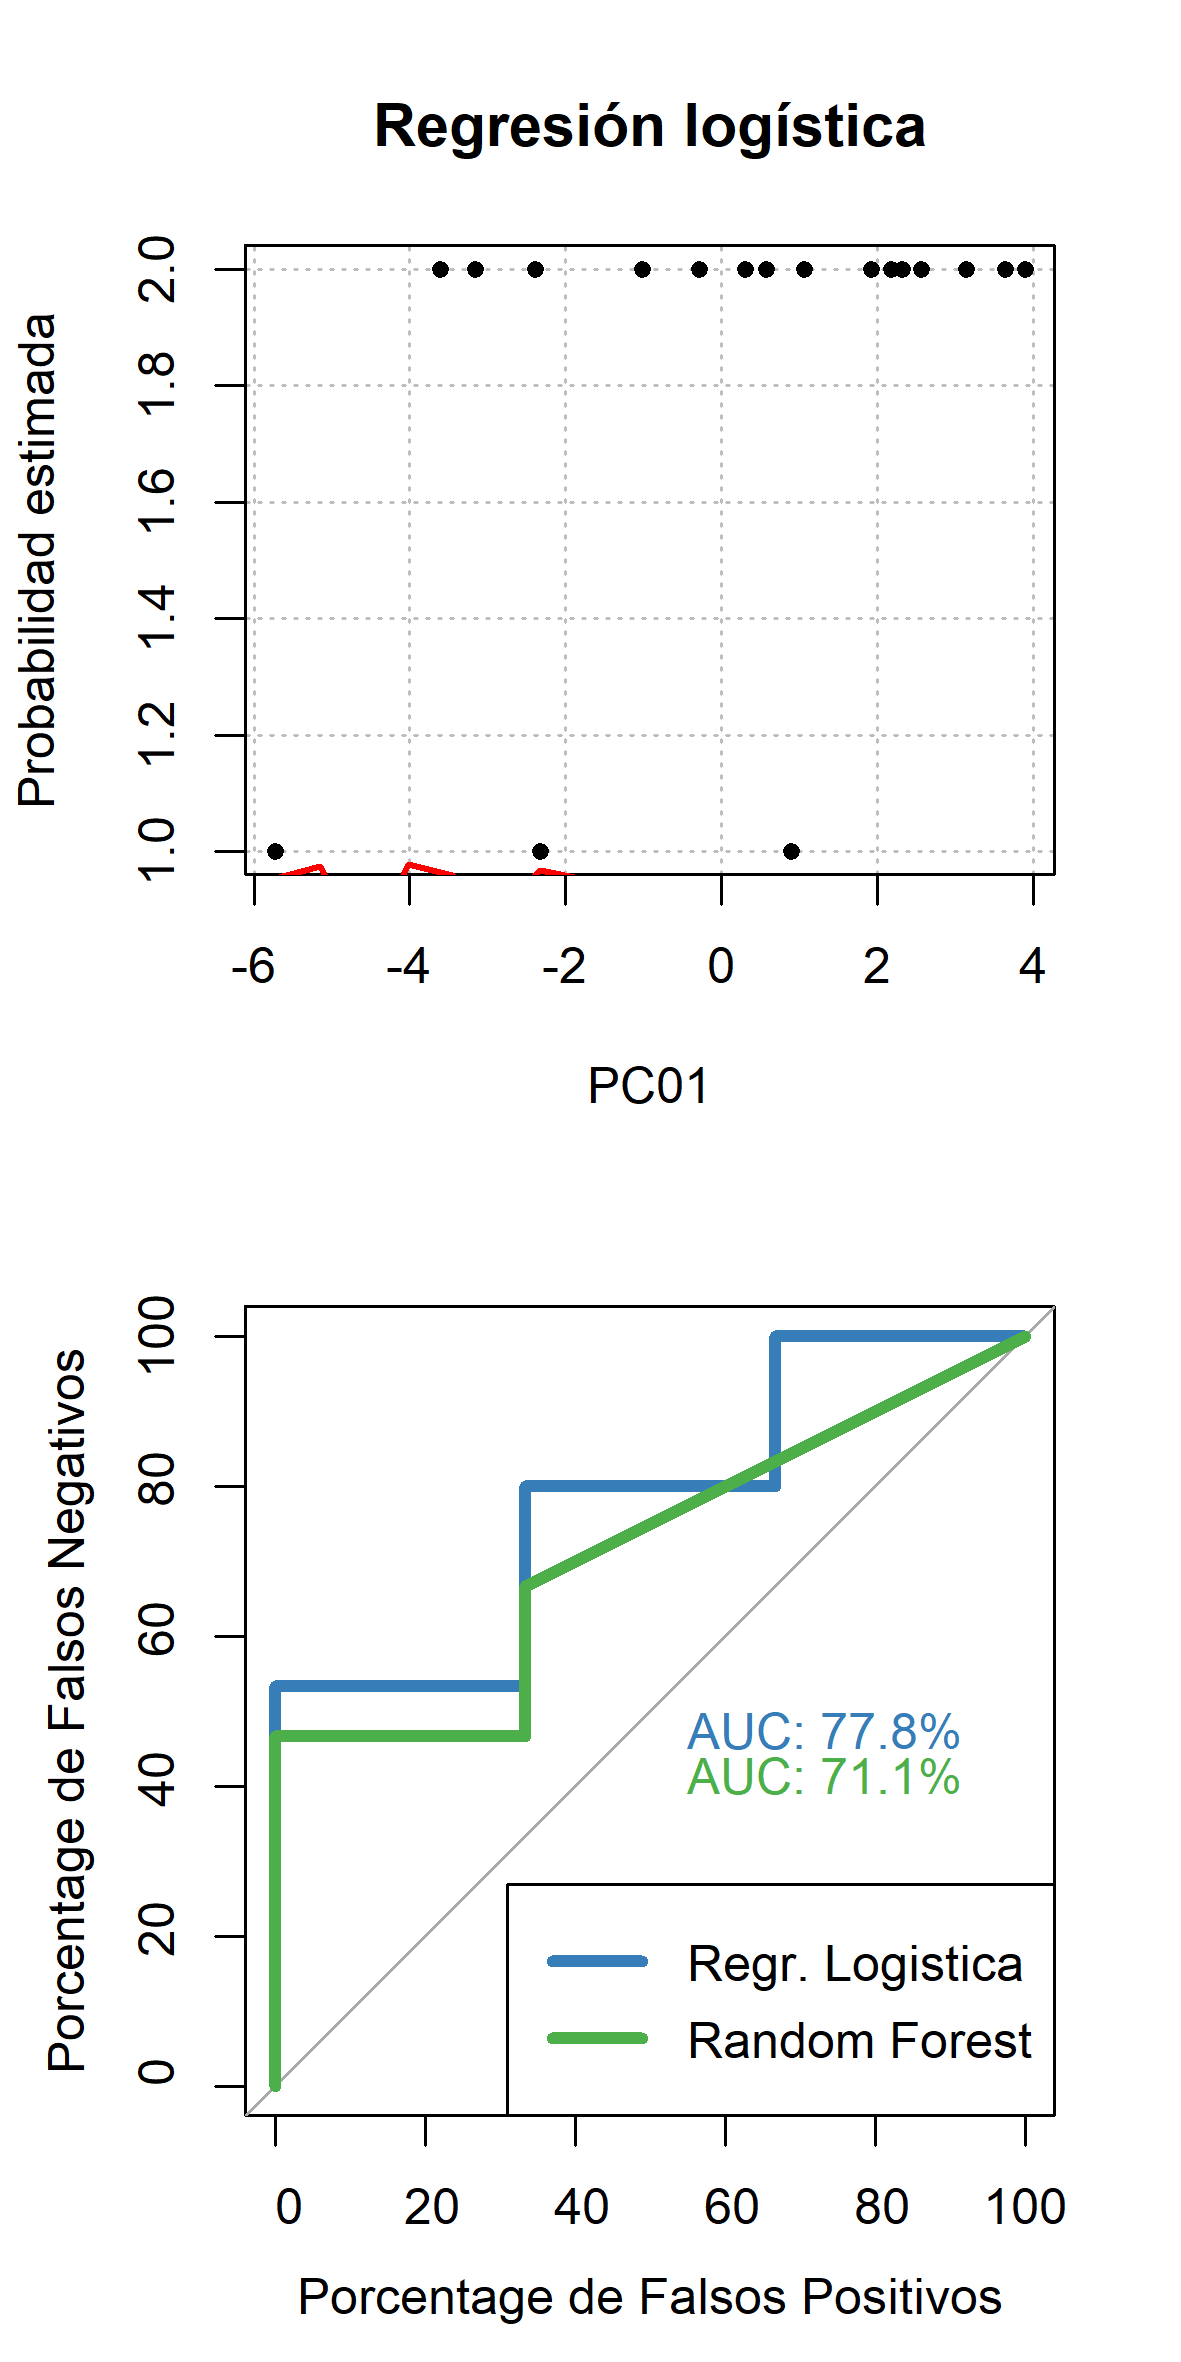 Regresión logística
Probabilidad estimada
2.0
1.8
1.6
1.4
1.2
1.0
-6 -4 -2 0 2 4
PC01
Porcentage de Falsos Negativos
100
80
60
40
20
0
AUC: 77.8%
AUC: 71.1%
Regr. Logistica
Random Forest
0 20 40 60 80 100
Porcentage de Falsos Positivos